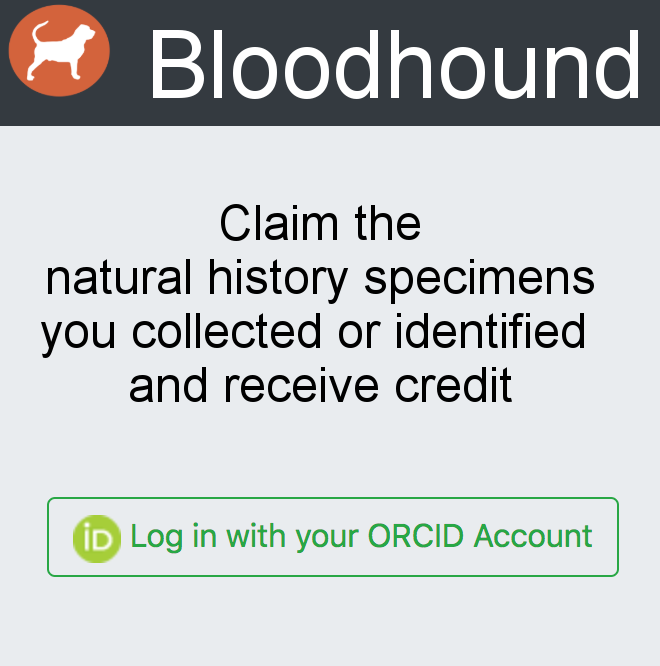 Bloodhound
Claim the
natural history specimens
you collected or identified
and receive credit
iD Log in with your ORCID Account